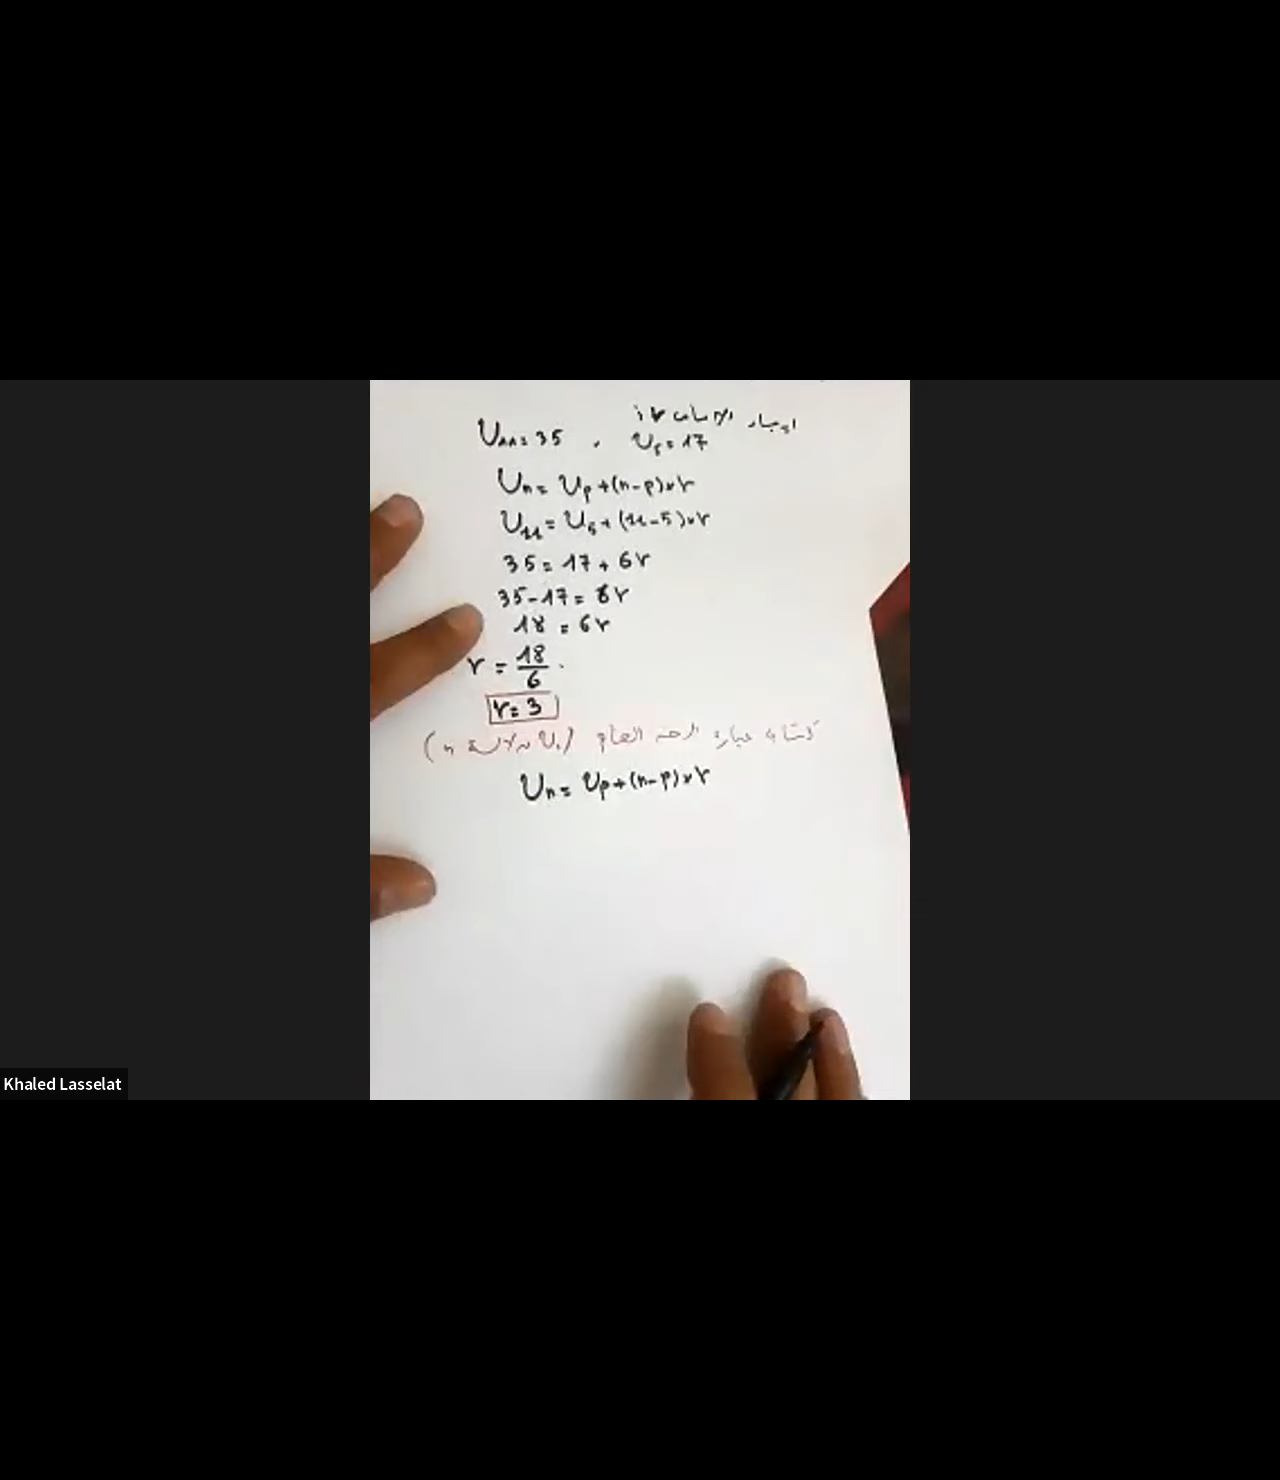 ايجاد الأساس r :
U₁₁ = 35 , U₅ = 17
Uₙ = Uₚ + (n-p)×r
U₁₁ = U₅ + (11-5)×r
35 = 17 + 6r
35-17 = 6r
18 = 6r
r = 18/6
r = 3
كتابة عبارة الحد العام (Uₙ بدلالة n)
Uₙ = Uₚ + (n-p)×r
Khaled Lasselat